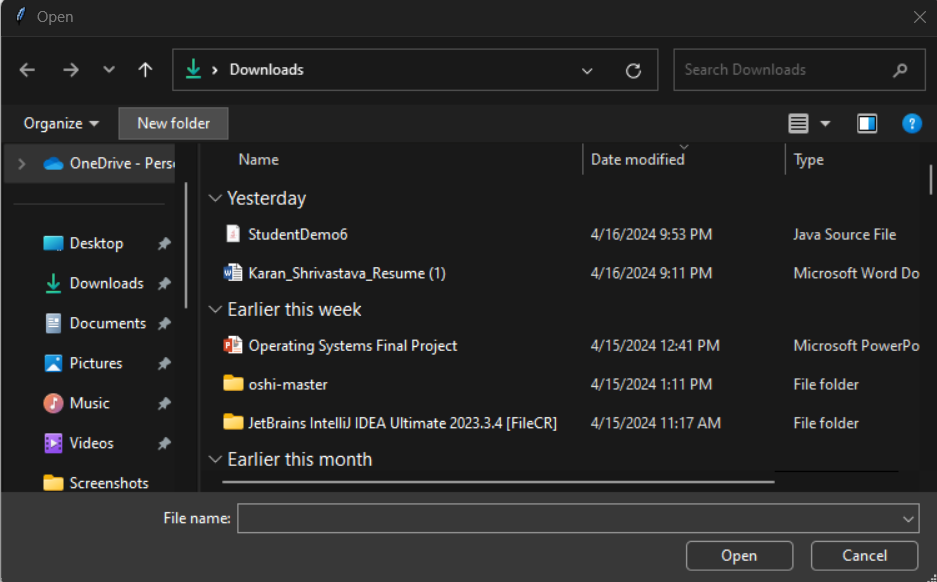 Open
Downloads
Search Downloads
Organize
New folder
?
OneDrive - Pers
Desktop
Downloads
Documents
Pictures
Music
Videos
Screenshots
Name Date modified Type
Yesterday
StudentDemo6 4/16/2024 9:53 PM Java Source File
Karan_Shrivastava_Resume (1) 4/16/2024 9:11 PM Microsoft Word Do
Earlier this week
Operating Systems Final Project 4/15/2024 12:41 PM Microsoft PowerPo
oshi-master 4/15/2024 1:11 PM File folder
JetBrains IntelliJ IDEA Ultimate 2023.3.4 [FileCR] 4/15/2024 11:17 AM File folder
Earlier this month
File name:
Open Cancel